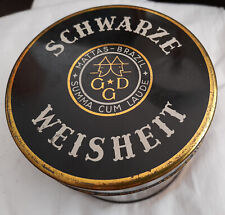 SCHWARZE
MATTAS-BRAZIL
G D
G
SUMMA CUM LAUDE
WEISHEIT